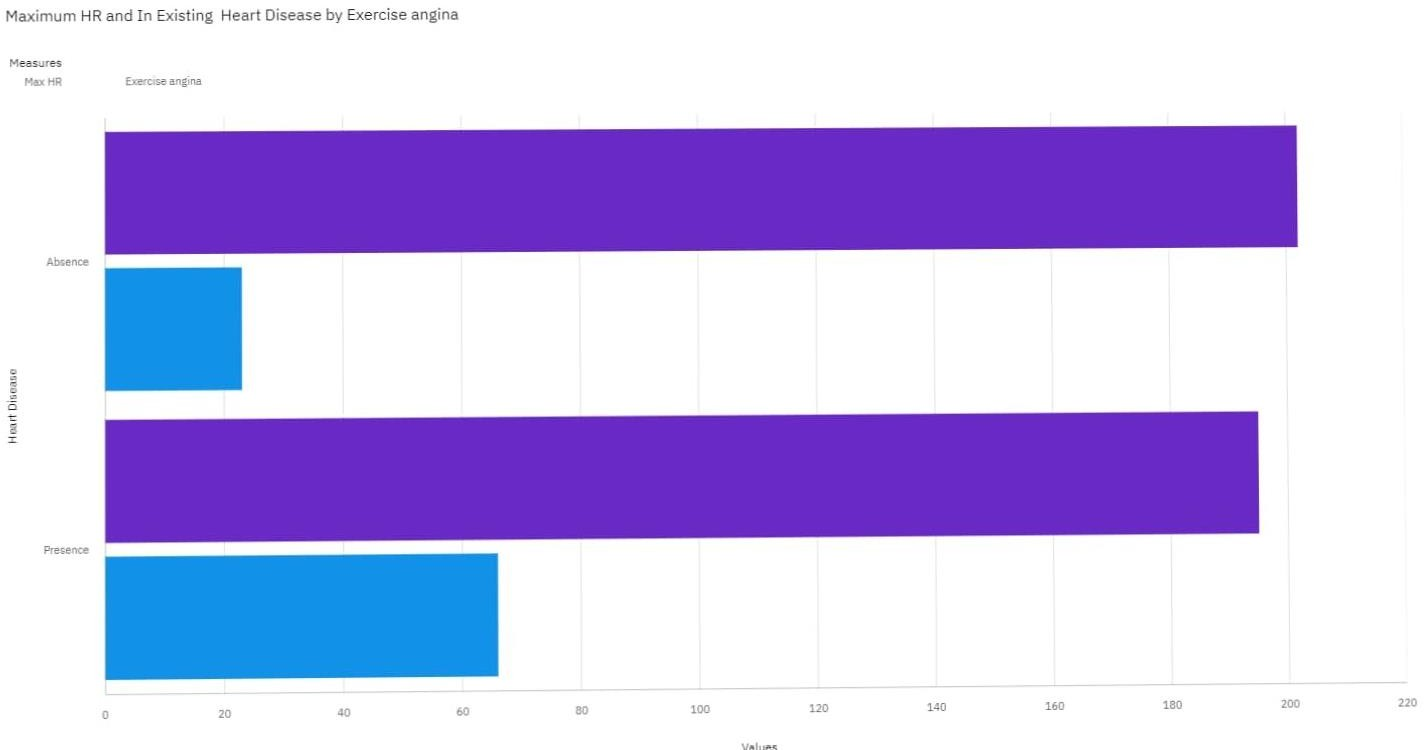 Maximum HR and In Existing Heart Disease by Exercise angina
Measures
Max HR Exercise angina
Absence
Heart Disease
Presence
0 20 40 60 80 100 120 140 160 180 200 220
Values